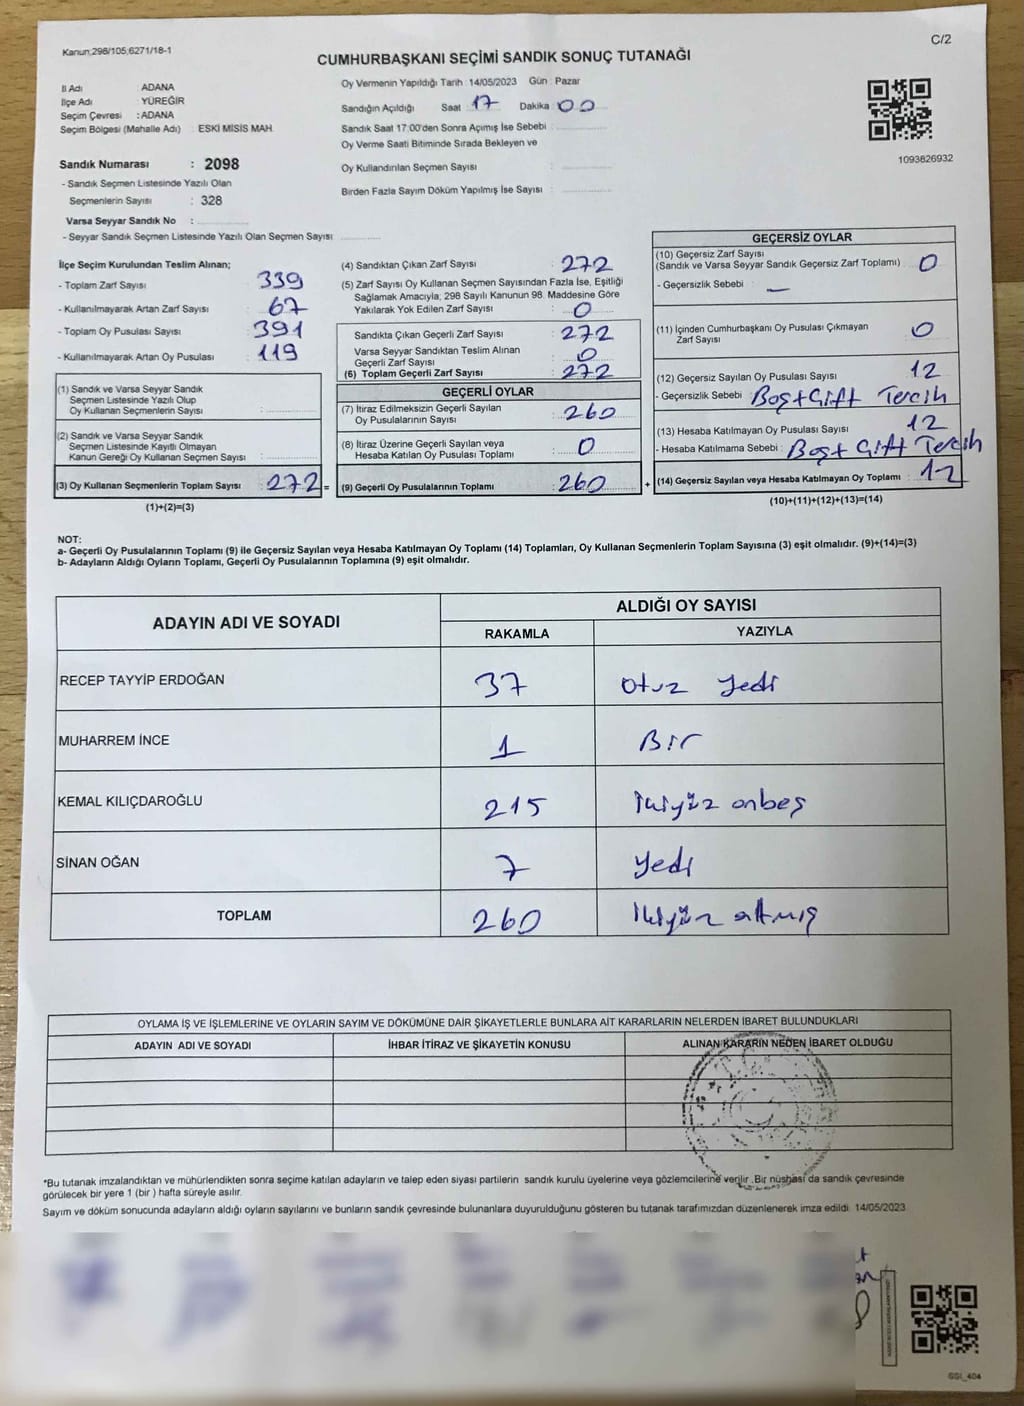 Kanun;298/105,6271/18-1
C/2
CUMHURBAŞKANI SEÇİMİ SANDIK SONUÇ TUTANAĞI
İl Adı ADANA
İlçe Adı : YÜREĞİR
Seçim Çevresi : ADANA
Seçim Bölgesi (Mahalle Adı) : ESKİ MİSİS MAH.
Sandık Numarası : 2098
- Sandık Seçmen Listesinde Yazılı Olan
Seçmenlerin Sayısı : 328
Varsa Seyyar Sandık No :
- Seyyar Sandık Seçmen Listesinde Yazılı Olan Seçmen Sayısı
Oy Vermenin Yapıldığı Tarih : 14/05/2023 Gün : Pazar
Sandığın Açıldığı Saat : 17 Dakika : 00
Sandık Saat 17:00'den Sonra Açımış İse Sebebi :
Oy Verme Saati Bitiminde Sırada Bekleyen ve
Oy Kullandırılan Seçmen Sayısı :
Birden Fazla Sayım Döküm Yapılmış İse Sayısı :
1093826932
İlçe Seçim Kurulundan Teslim Alınan;
- Toplam Zarf Sayısı : 339
- Kullanılmayarak Artan Zarf Sayısı : 67
- Toplam Oy Pusulası Sayısı : 391
- Kullanılmayarak Artan Oy Pusulası : 119
(1) Sandık ve Varsa Seyyar Sandık
Seçmen Listesinde Yazılı Olup
Oy Kullanan Seçmenlerin Sayısı :
(2) Sandık ve Varsa Seyyar Sandık
Seçmen Listesinde Kayıtlı Olmayan
Kanun Gereği Oy Kullanan Seçmen Sayısı :
(3) Oy Kullanan Seçmenlerin Toplam Sayısı : 272 =
(1)+(2)=(3)
(4) Sandıktan Çıkan Zarf Sayısı : 272
(5) Zarf Sayısı Oy Kullanan Seçmen Sayısından Fazla İse, Eşitliği
Sağlamak Amacıyla; 298 Sayılı Kanunun 98. Maddesine Göre
Yakılarak Yok Edilen Zarf Sayısı : 0
Sandıkta Çıkan Geçerli Zarf Sayısı : 272
Varsa Seyyar Sandıktan Teslim Alınan
Geçerli Zarf Sayısı : 0
(6) Toplam Geçerli Zarf Sayısı : 272
GEÇERLİ OYLAR
(7) İtiraz Edilmeksizin Geçerli Sayılan
Oy Pusulalarının Sayısı : 260
(8) İtiraz Üzerine Geçerli Sayılan veya
Hesaba Katılan Oy Pusulası Toplamı : 0
(9) Geçerli Oy Pusulalarının Toplamı : 260 +
GEÇERSİZ OYLAR
(10) Geçersiz Zarf Sayısı
(Sandık ve Varsa Seyyar Sandık Geçersiz Zarf Toplamı) : 0
- Geçersizlik Sebebi : —
(11) İçinden Cumhurbaşkanı Oy Pusulası Çıkmayan
Zarf Sayısı : 0
(12) Geçersiz Sayılan Oy Pusulası Sayısı : 12
- Geçersizlik Sebebi : Boş+Çift Tercih
(13) Hesaba Katılmayan Oy Pusulası Sayısı : 12
- Hesaba Katılmama Sebebi : Boş+ Çift Tercih
(14) Geçersiz Sayılan veya Hesaba Katılmayan Oy Toplamı : 12
(10)+(11)+(12)+(13)=(14)
NOT:
a- Geçerli Oy Pusulalarının Toplamı (9) ile Geçersiz Sayılan veya Hesaba Katılmayan Oy Toplamı (14) Toplamları, Oy Kullanan Seçmenlerin Toplam Sayısına (3) eşit olmalıdır. (9)+(14)=(3)
b- Adayların Aldığı Oyların Toplamı, Geçerli Oy Pusulalarının Toplamına (9) eşit olmalıdır.
ADAYIN ADI VE SOYADI ALDIĞI OY SAYISI
RAKAMLA YAZIYLA
RECEP TAYYİP ERDOĞAN 37 Otuz Yedi
MUHARREM İNCE 1 Bir
KEMAL KILIÇDAROĞLU 215 İkiyüz onbeş
SİNAN OĞAN 7 Yedi
TOPLAM 260 İkiyüz altmış
OYLAMA İŞ VE İŞLEMLERİNE VE OYLARIN SAYIM VE DÖKÜMÜNE DAİR ŞİKAYETLERLE BUNLARA AİT KARARLARIN NELERDEN İBARET BULUNDUKLARI
ADAYIN ADI VE SOYADI İHBAR İTİRAZ VE ŞİKAYETİN KONUSU ALINAN KARARIN NEDEN İBARET OLDUĞU
*Bu tutanak imzalandıktan ve mühürlendikten sonra seçime katılan adayların ve talep eden siyasi partilerin sandık kurulu üyelerine veya gözlemcilerine verilir. Bir nüshası da sandık çevresinde
görülecek bir yere 1 (bir ) hafta süreyle asılır.
Sayım ve döküm sonucunda adayların aldığı oyların sayılarını ve bunların sandık çevresinde bulunanlara duyurulduğunu gösteren bu tutanak tarafımızdan düzenlenerek imza edildi. 14/05/2023
SSI_404